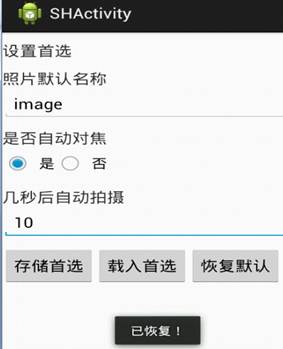 SHActivity
设置首选
照片默认名称
image
是否自动对焦
是 否
几秒后自动拍摄
10
存储首选 载入首选 恢复默认
已恢复！